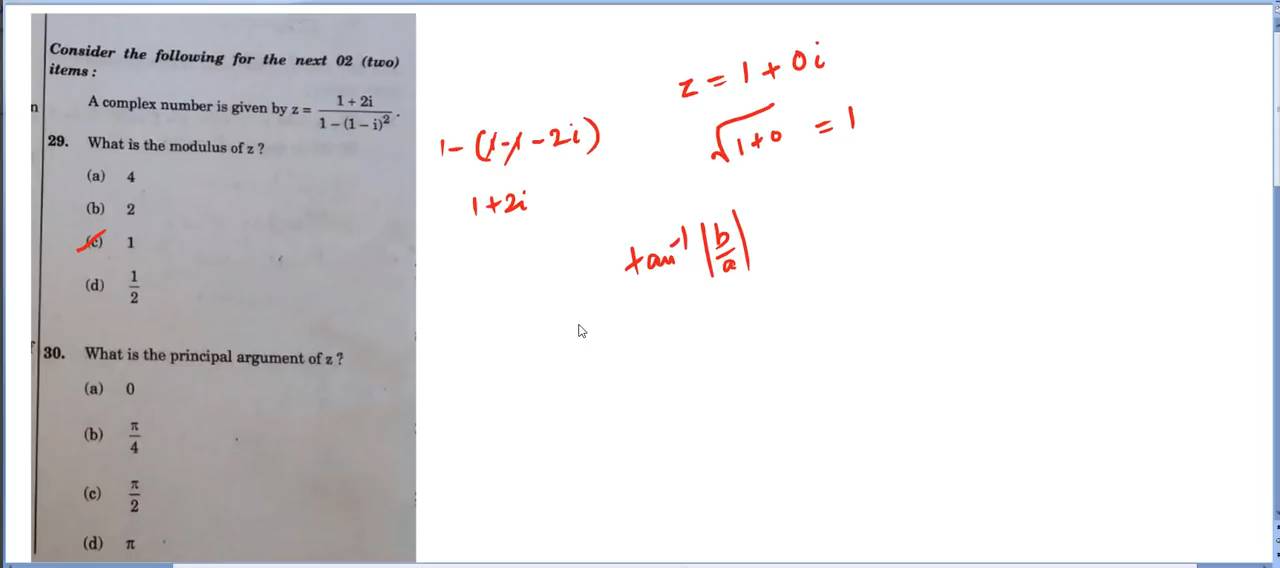 Consider the following for the next 02 (two)
items :
n
A complex number is given by z = (1 + 2i)/(1 – (1 – i)²).
29. What is the modulus of z ?
(a) 4
(b) 2
(c) 1
(d) 1/2
30. What is the principal argument of z ?
(a) 0
(b) π/4
(c) π/2
(d) π
1 - (1 - 1 - 2i)
1 + 2i
z = 1 + 0i
√(1 + 0) = 1
tan⁻¹ |b/a|